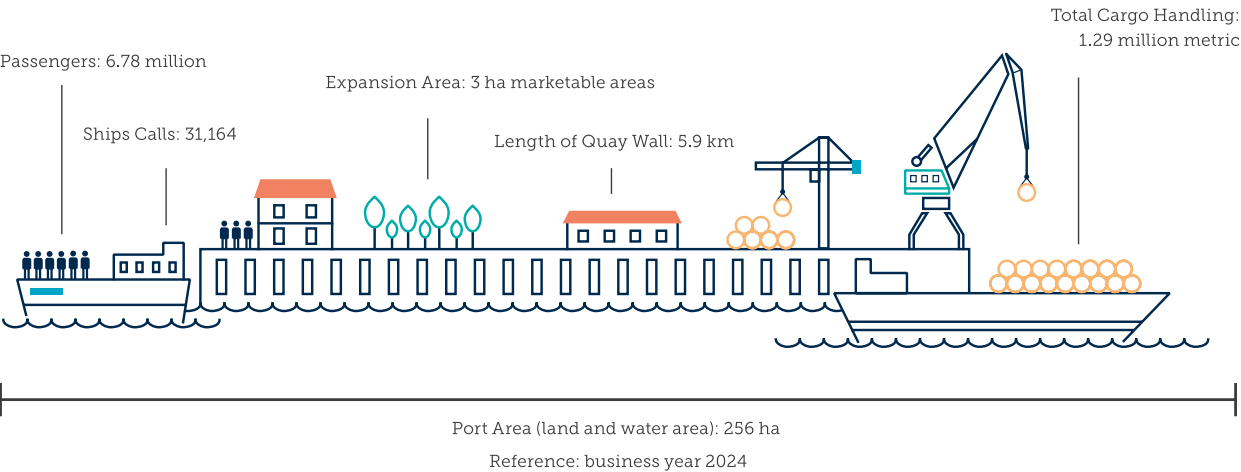 Total Cargo Handling:
1.29 million metric
Passengers: 6.78 million
Expansion Area: 3 ha marketable areas
Ships Calls: 31,164
Length of Quay Wall: 5.9 km
Port Area (land and water area): 256 ha
Reference: business year 2024